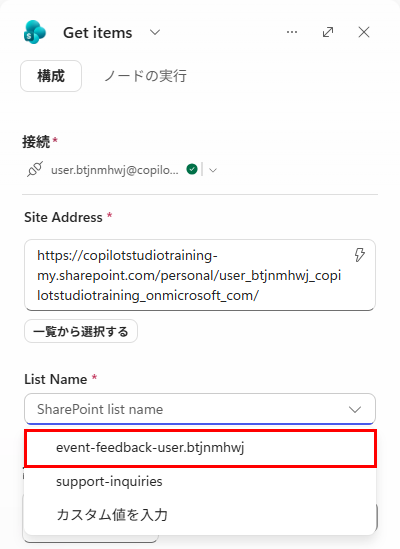 Get items
構成
ノードの実行
接続*
user.btjnmhwj@copilo...
Site Address *
https://copilotstudiotraining-
my.sharepoint.com/personal/user_btjnmhwj_copi
lotstudiotraining_onmicrosoft_com/
一覧から選択する
List Name *
SharePoint list name
event-feedback-user.btjnmhwj
support-inquiries
カスタム値を入力